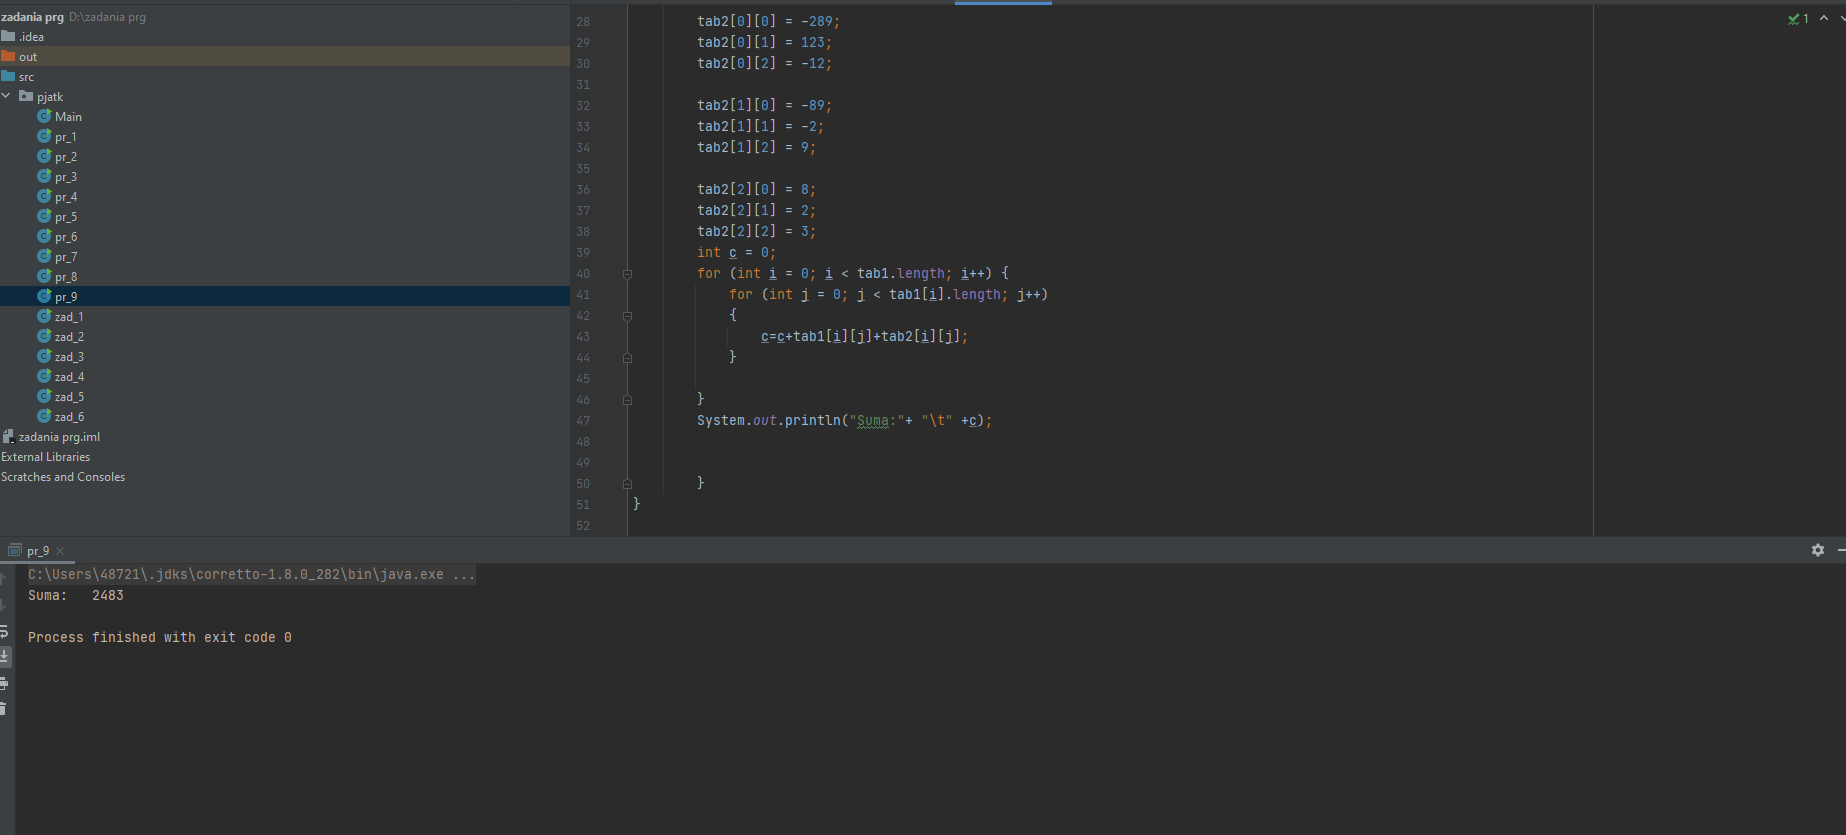 zadania prg D:\zadania prg
.idea
out
src
pjatk
Main
pr_1
pr_2
pr_3
pr_4
pr_5
pr_6
pr_7
pr_8
pr_9
zad_1
zad_2
zad_3
zad_4
zad_5
zad_6
zadania prg.iml
External Libraries
Scratches and Consoles
1
28 tab2[0][0] = -289;
29 tab2[0][1] = 123;
30 tab2[0][2] = -12;
31
32 tab2[1][0] = -89;
33 tab2[1][1] = -2;
34 tab2[1][2] = 9;
35
36 tab2[2][0] = 8;
37 tab2[2][1] = 2;
38 tab2[2][2] = 3;
39 int c = 0;
40 for (int i = 0; i < tab1.length; i++) {
41 for (int j = 0; j < tab1[i].length; j++)
42 {
43 c=c+tab1[i][j]+tab2[i][j];
44 }
45
46 }
47 System.out.println("Suma:"+ "\t" +c);
48
49
50 }
51 }
52
pr_9
C:\Users\48721\.jdks\corretto-1.8.0_282\bin\java.exe ...
Suma: 2483
Process finished with exit code 0